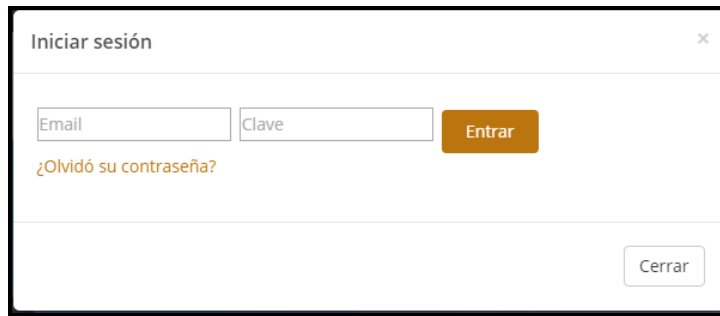 Iniciar sesión ×
Email Clave Entrar
¿Olvidó su contraseña?
Cerrar